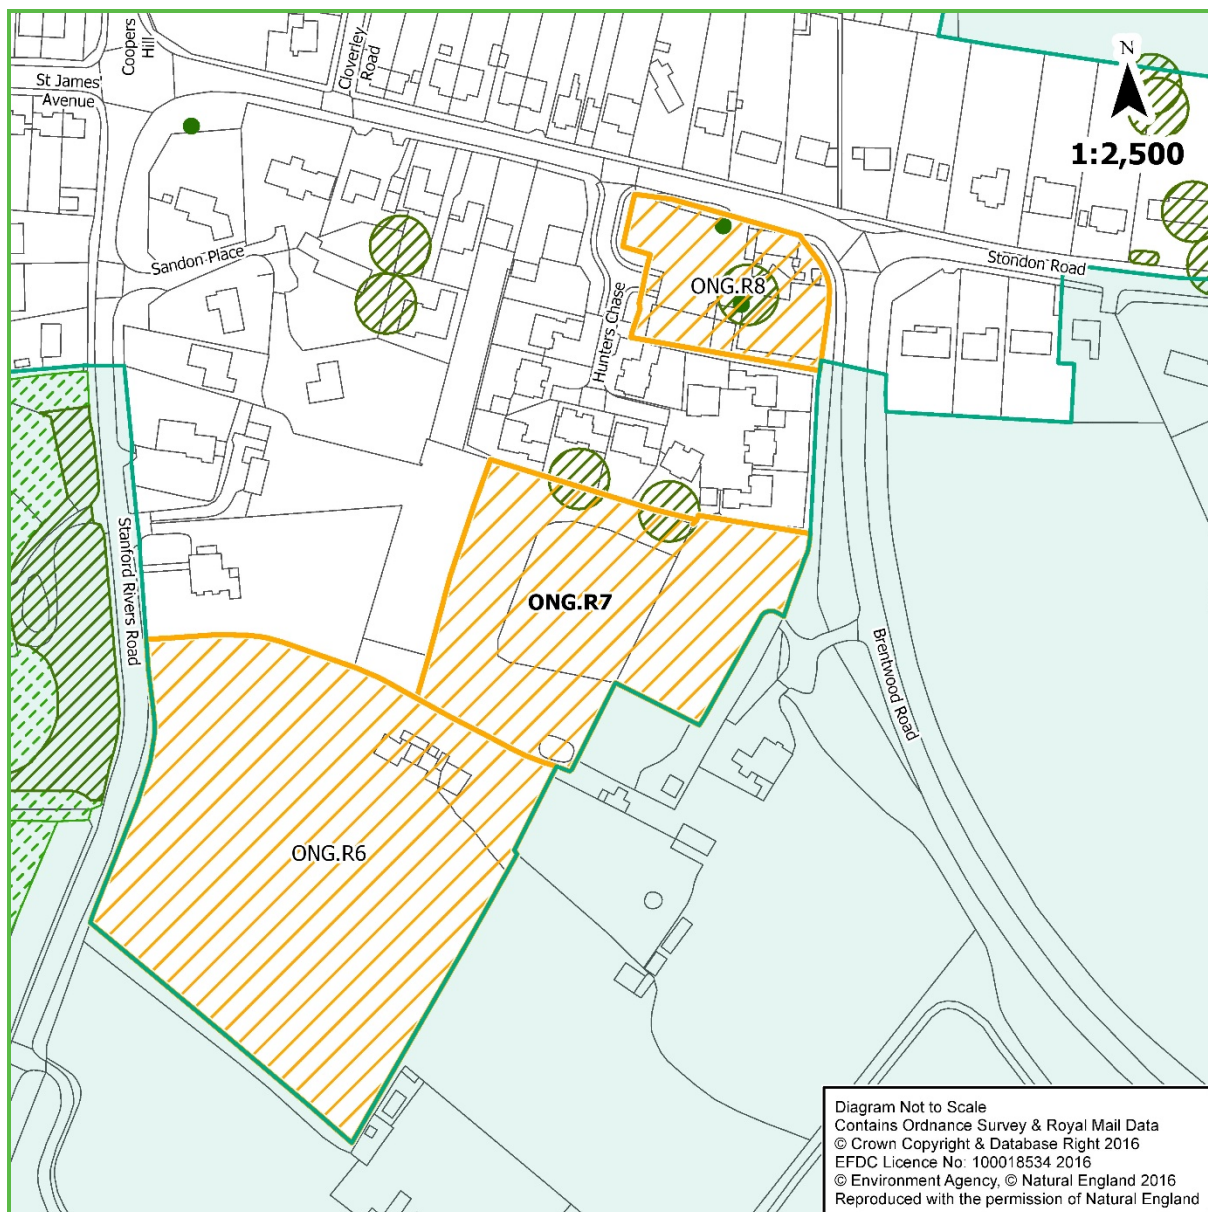 Coopers
Hill
Cloverley
Road
St James'
Avenue
N
1:2,500
Sandon Place
Stondon Road
Hunters Chase
ONG.R8
Stanford Rivers Road
ONG.R7
Brentwood Road
ONG.R6
Diagram Not to Scale
Contains Ordnance Survey & Royal Mail Data
© Crown Copyright & Database Right 2016
EFDC Licence No: 100018534 2016
© Environment Agency, © Natural England 2016
Reproduced with the permission of Natural England